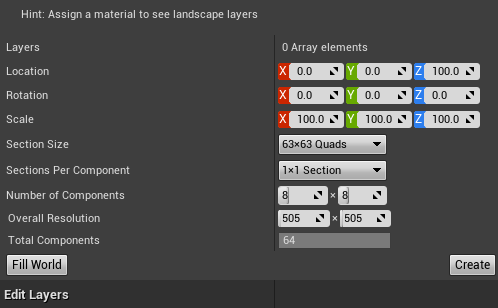 Hint: Assign a material to see landscape layers
Layers 0 Array elements
Location X 0.0 Y 0.0 Z 100.0
Rotation X 0.0 Y 0.0 Z 0.0
Scale X 100.0 Y 100.0 Z 100.0
Section Size 63×63 Quads
Sections Per Component 1×1 Section
Number of Components 8 × 8
Overall Resolution 505 × 505
Total Components 64
Fill World Create
Edit Layers